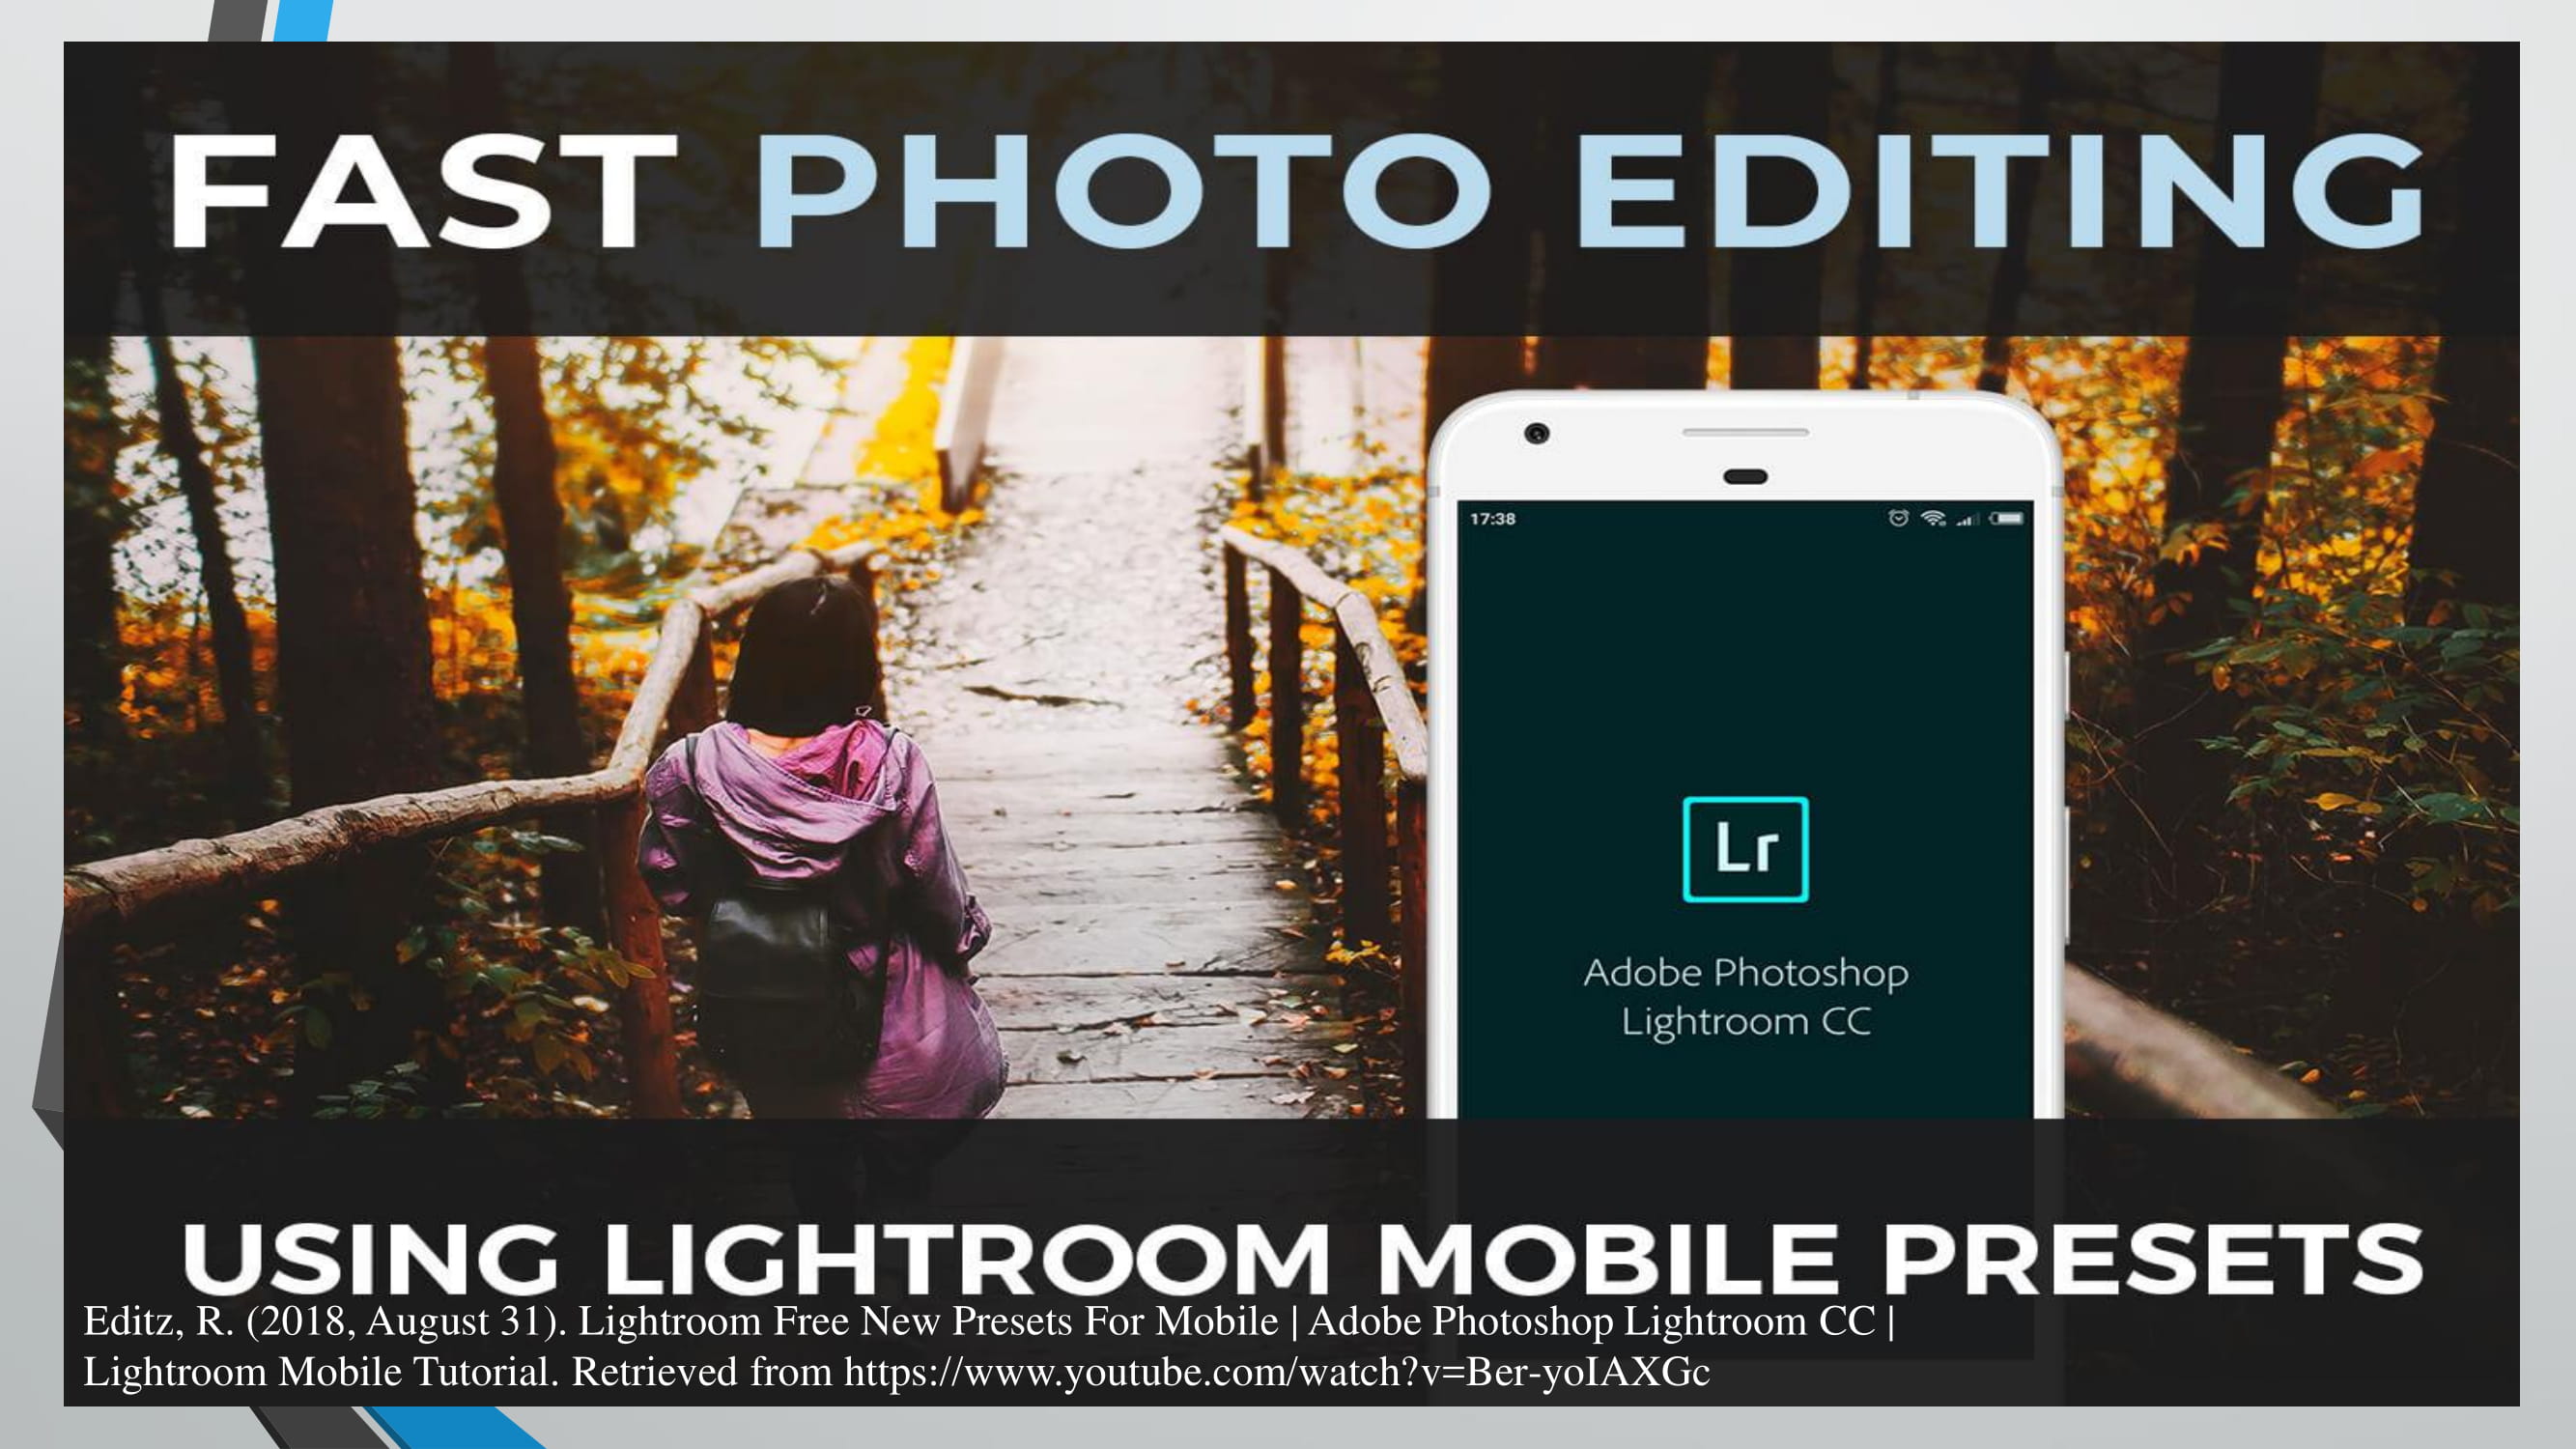 FAST PHOTO EDITING
17:38
Lr
Adobe Photoshop
Lightroom CC
USING LIGHTROOM MOBILE PRESETS
Editz, R. (2018, August 31). Lightroom Free New Presets For Mobile | Adobe Photoshop Lightroom CC |
Lightroom Mobile Tutorial. Retrieved from https://www.youtube.com/watch?v=Ber-yoIAXGc